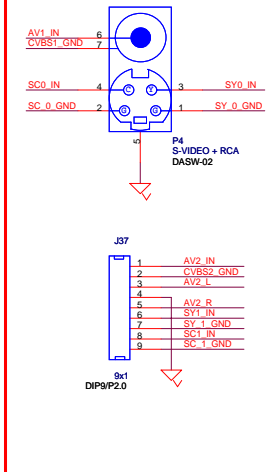 AV1_IN 6
CVBS1_GND 7
SC0_IN 4 C Y 3 SY0_IN
SC_0_GND 2 G G 1 SY_0_GND
5
P4
S-VIDEO + RCA
DASW-02
J37
1 AV2_IN
2 CVBS2_GND
3 AV2_L
4
5 AV2_R
6 SY1_IN
7 SY_1_GND
8 SC1_IN
9 SC_1_GND
9x1
DIP9/P2.0